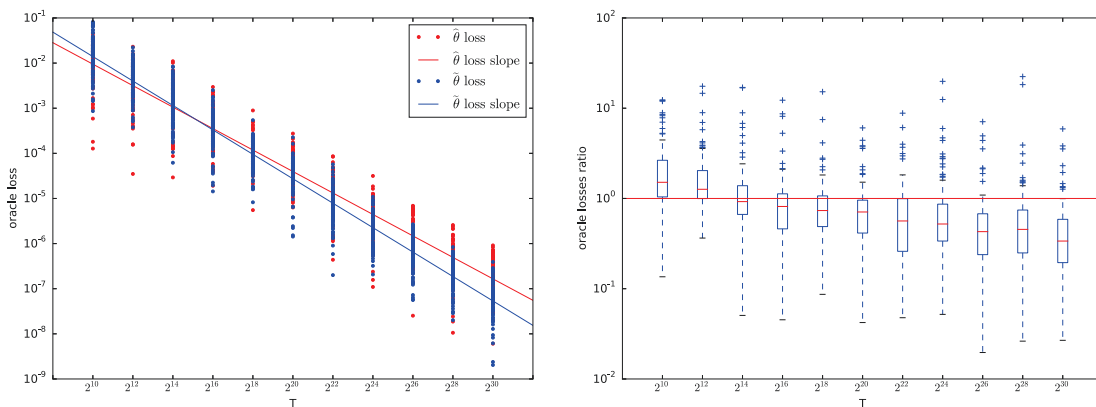 10^{-1}
10^{-2}
10^{-3}
10^{-4}
10^{-5}
10^{-6}
10^{-7}
10^{-8}
10^{-9}
oracle loss
2^{10} 2^{12} 2^{14} 2^{16} 2^{18} 2^{20} 2^{22} 2^{24} 2^{26} 2^{28} 2^{30}
T
\hat{θ} loss
\hat{θ} loss slope
\tilde{θ} loss
\tilde{θ} loss slope
10^{2}
10^{1}
10^{0}
10^{-1}
10^{-2}
oracle losses ratio
2^{10} 2^{12} 2^{14} 2^{16} 2^{18} 2^{20} 2^{22} 2^{24} 2^{26} 2^{28} 2^{30}
T